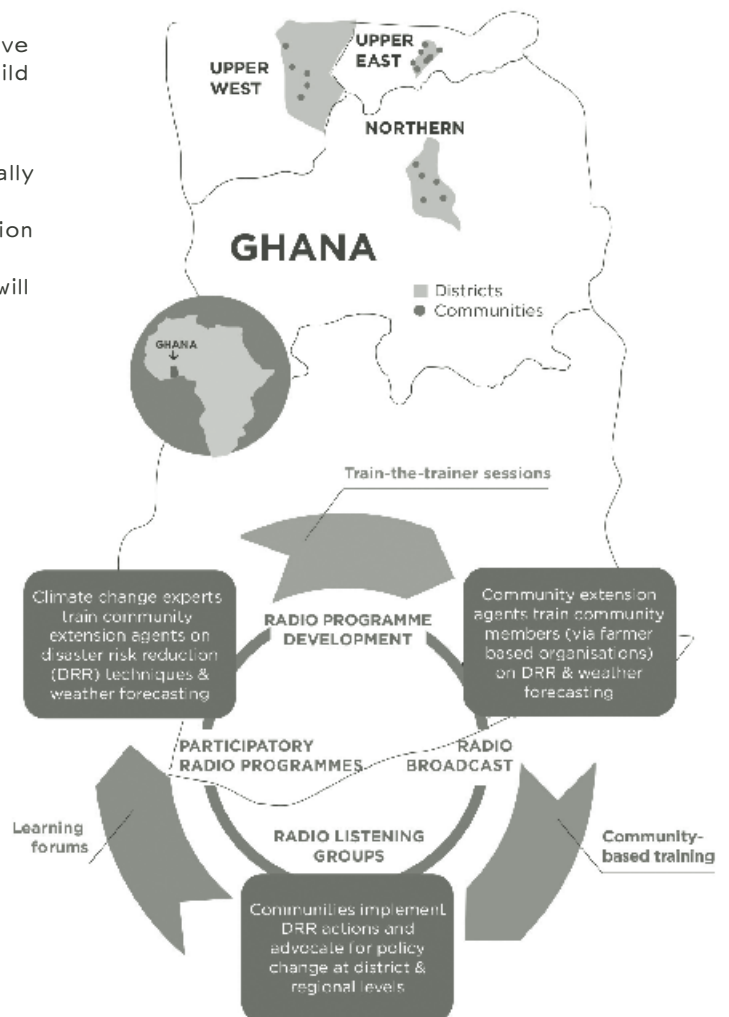 ve
ild
ally
ion
will
UPPER
WEST
UPPER
EAST
NORTHERN
GHANA
Districts
Communities
GHANA
Train-the-trainer sessions
Climate change experts
train community
extension agents on
disaster risk reduction
(DRR) techniques &
weather forecasting
RADIO PROGRAMME
DEVELOPMENT
Community extension
agents train community
members (via farmer
based organisations)
on DRR & weather
forecasting
PARTICIPATORY
RADIO PROGRAMMES
RADIO
BROADCAST
Learning
forums
RADIO LISTENING
GROUPS
Community-
based training
Communities implement
DRR actions and
advocate for policy
change at district &
regional levels